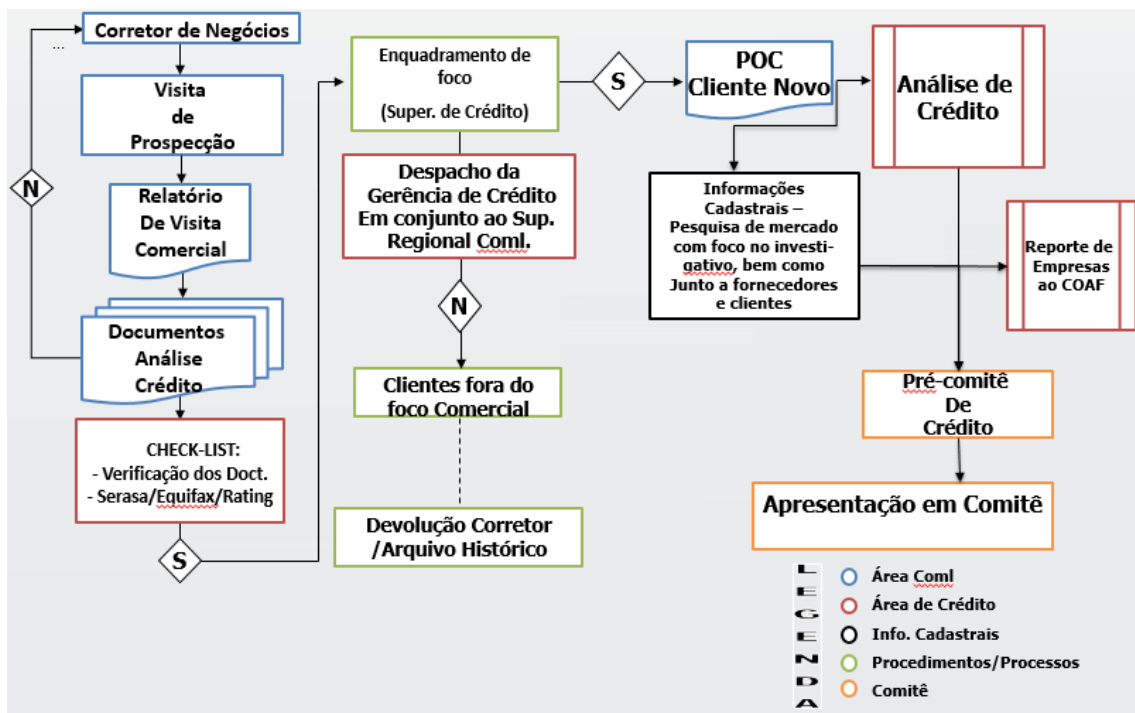 Corretor de Negócios
...
Visita
de
Prospecção
N
Relatório
De Visita
Comercial
Documentos
Análise
Crédito
CHECK-LIST:
- Verificação dos Doct.
- Serasa/Equifax/Rating
S
Enquadramento de
foco
(Super. de Crédito)
Despacho da
Gerência de Crédito
Em conjunto ao Sup.
Regional Coml.
N
Clientes fora do
foco Comercial
Devolução Corretor
/Arquivo Histórico
S
POC
Cliente Novo
Análise de
Crédito
Informações
Cadastrais –
Pesquisa de mercado
com foco no investi-
gativo, bem como
Junto a fornecedores
e clientes
Reporte de
Empresas
ao COAF
Pré-comitê
De
Crédito
Apresentação em Comitê
LEGENDA
Área Coml
Área de Crédito
Info. Cadastrais
Procedimentos/Processos
Comitê